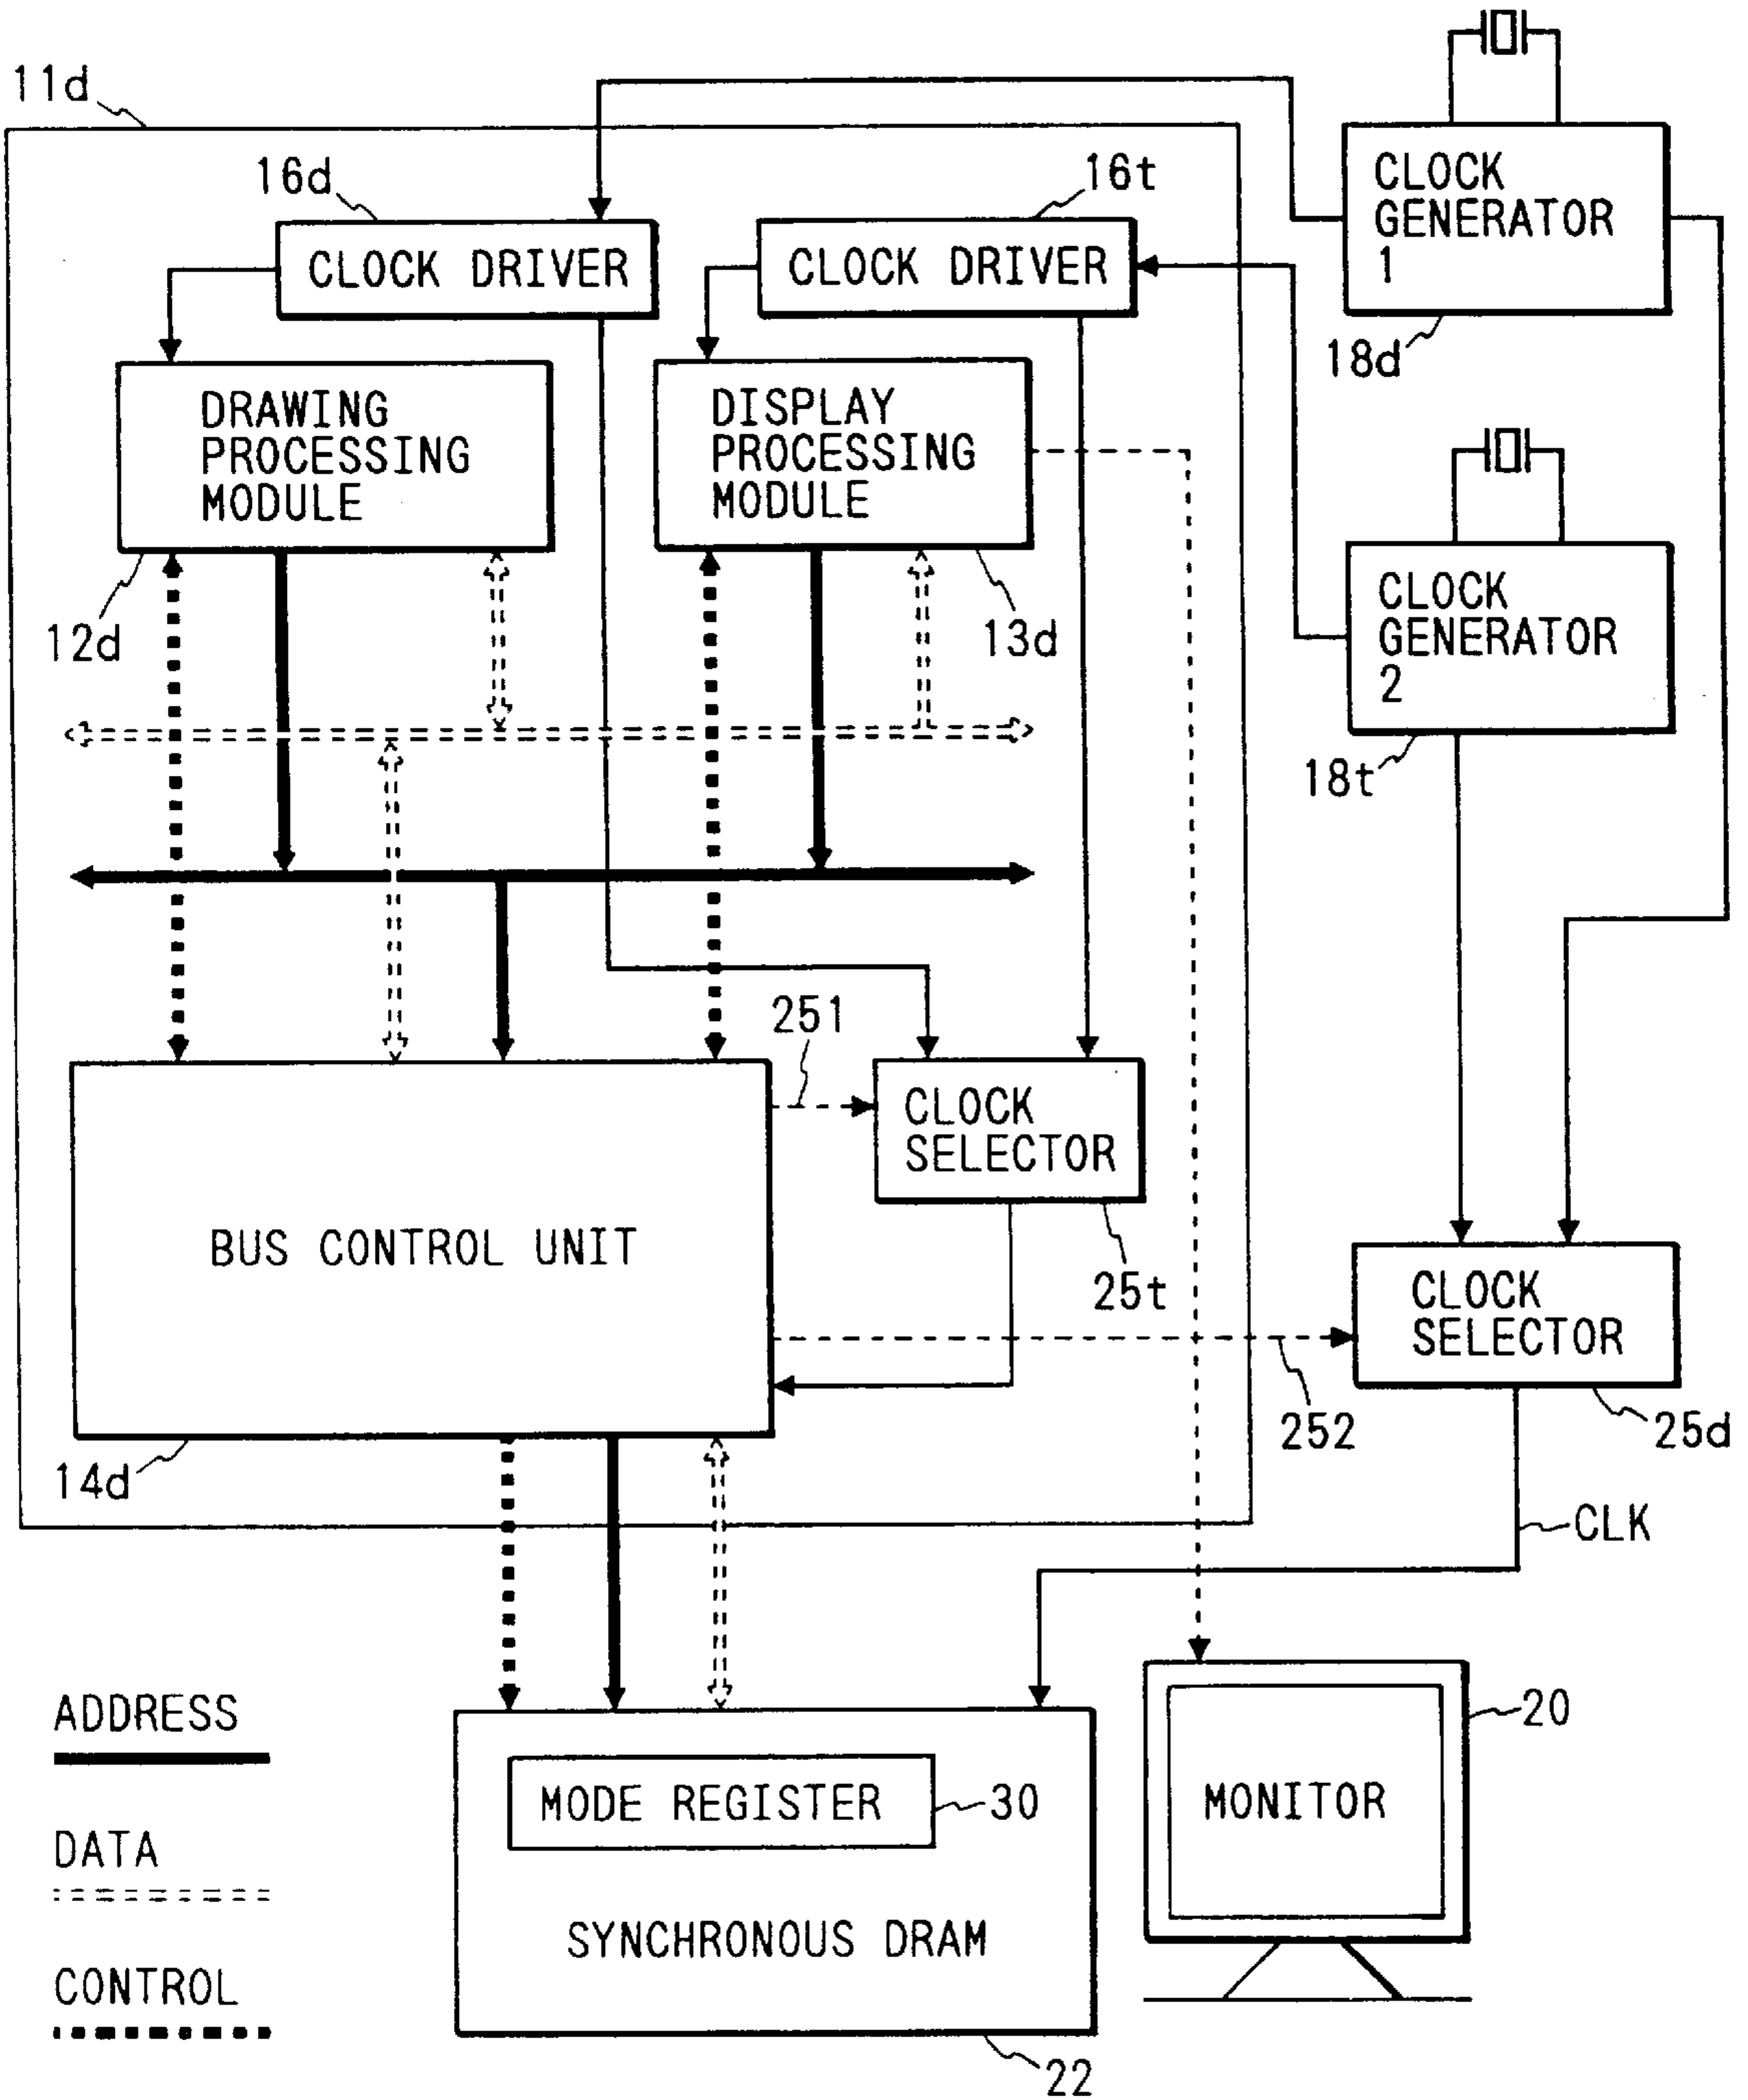 11d
16d
16t
CLOCK
GENERATOR
1
CLOCK DRIVER
CLOCK DRIVER
18d
DRAWING
PROCESSING
MODULE
DISPLAY
PROCESSING
MODULE
12d
13d
CLOCK
GENERATOR
2
18t
251
CLOCK
SELECTOR
BUS CONTROL UNIT
25t
CLOCK
SELECTOR
252
25d
14d
CLK
ADDRESS
20
MODE REGISTER
30
MONITOR
DATA
SYNCHRONOUS DRAM
CONTROL
22